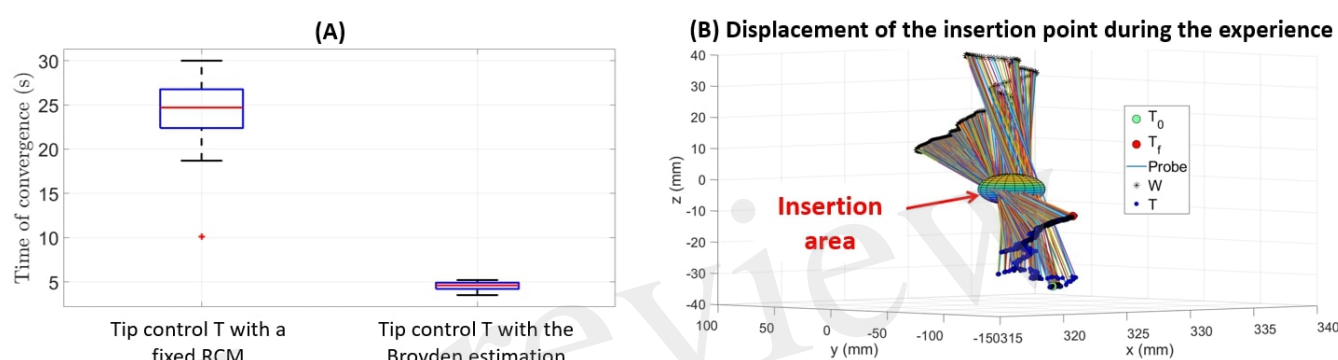 (A)
Time of convergence (s)
30
25
20
15
10
5
Tip control T with a
fixed RCM
Tip control T with the
Broyden estimation
(B) Displacement of the insertion point during the experience
z (mm)
40
30
20
10
0
-10
-20
-30
-40
Insertion
area
T0
Tf
Probe
W
T
100 50 0 -50 -100 -150315 320 325 330 335 340
y (mm) x (mm)
review